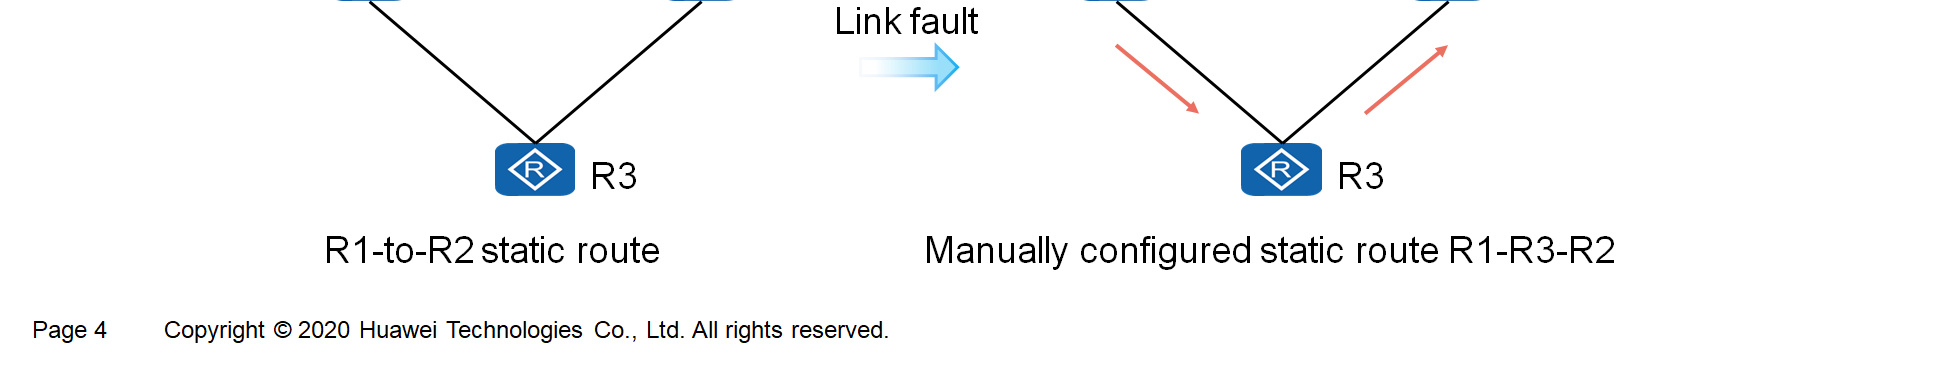 Link fault
R R3
R R3
R1-to-R2 static route
Manually configured static route R1-R3-R2
Page 4 Copyright © 2020 Huawei Technologies Co., Ltd. All rights reserved.